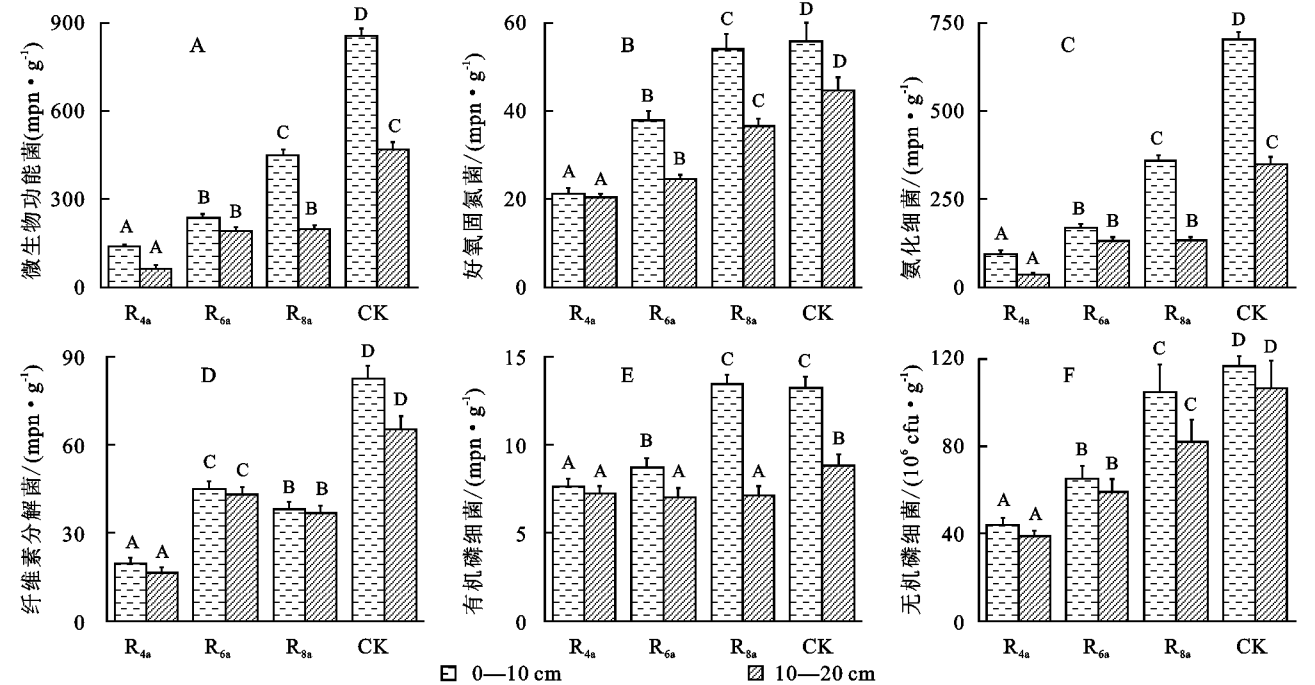 微生物功能菌(mpn·g⁻¹)
900
600
300
0
A
A
A
B
B
C
B
D
C
R₄ₐ
R₆ₐ
R₈ₐ
CK
好氧固氮菌/(mpn·g⁻¹)
60
40
20
0
B
A
A
B
B
C
C
D
D
R₄ₐ
R₆ₐ
R₈ₐ
CK
氨化细菌/(mpn·g⁻¹)
750
500
250
0
C
A
A
B
B
C
B
D
C
R₄ₐ
R₆ₐ
R₈ₐ
CK
纤维素分解菌/(mpn·g⁻¹)
90
60
30
0
D
A
A
C
C
B
B
D
D
R₄ₐ
R₆ₐ
R₈ₐ
CK
有机磷细菌/(mpn·g⁻¹)
15
10
5
0
E
A
A
B
A
C
A
C
B
R₄ₐ
R₆ₐ
R₈ₐ
CK
无机磷细菌/(10⁶ cfu·g⁻¹)
120
80
40
0
F
A
A
B
B
C
C
D
D
R₄ₐ
R₆ₐ
R₈ₐ
CK
0—10 cm
10—20 cm